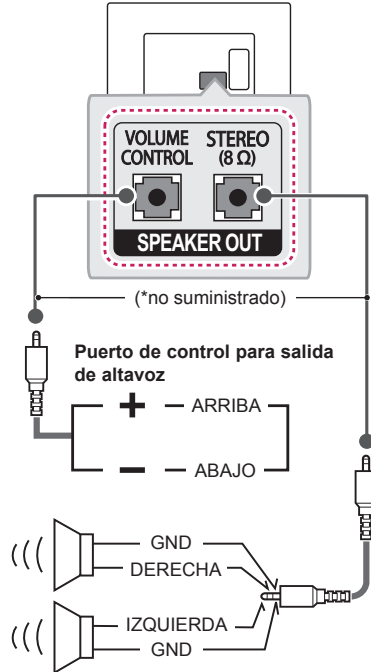 VOLUME
CONTROL
STEREO
(8 Ω)
SPEAKER OUT
(*no suministrado)
Puerto de control para salida
de altavoz
+
ARRIBA
−
ABAJO
GND
DERECHA
IZQUIERDA
GND